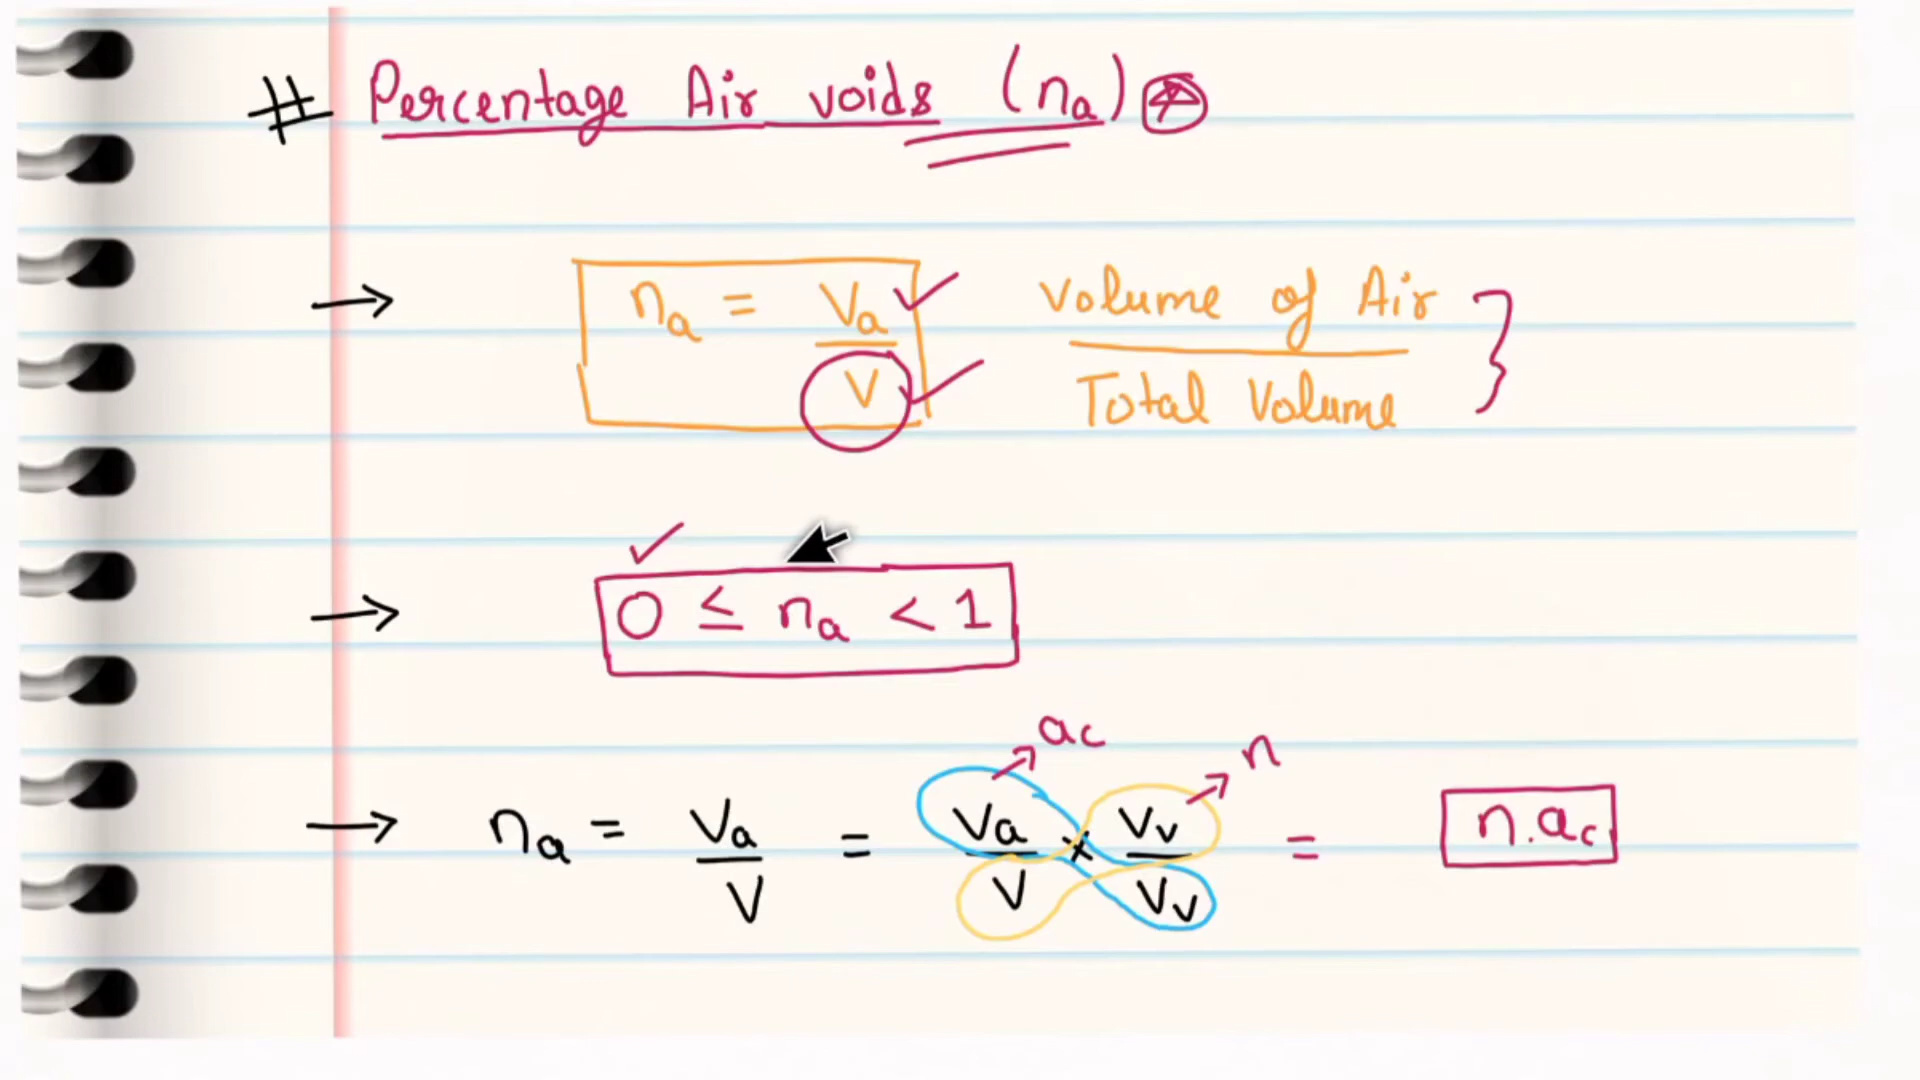 # Percentage Air voids (na)
→ na = Va / V Volume of Air / Total Volume }
→ 0 ≤ na < 1
ac n
→ na = Va / V = Va / V × Vv / Vv = n.ac